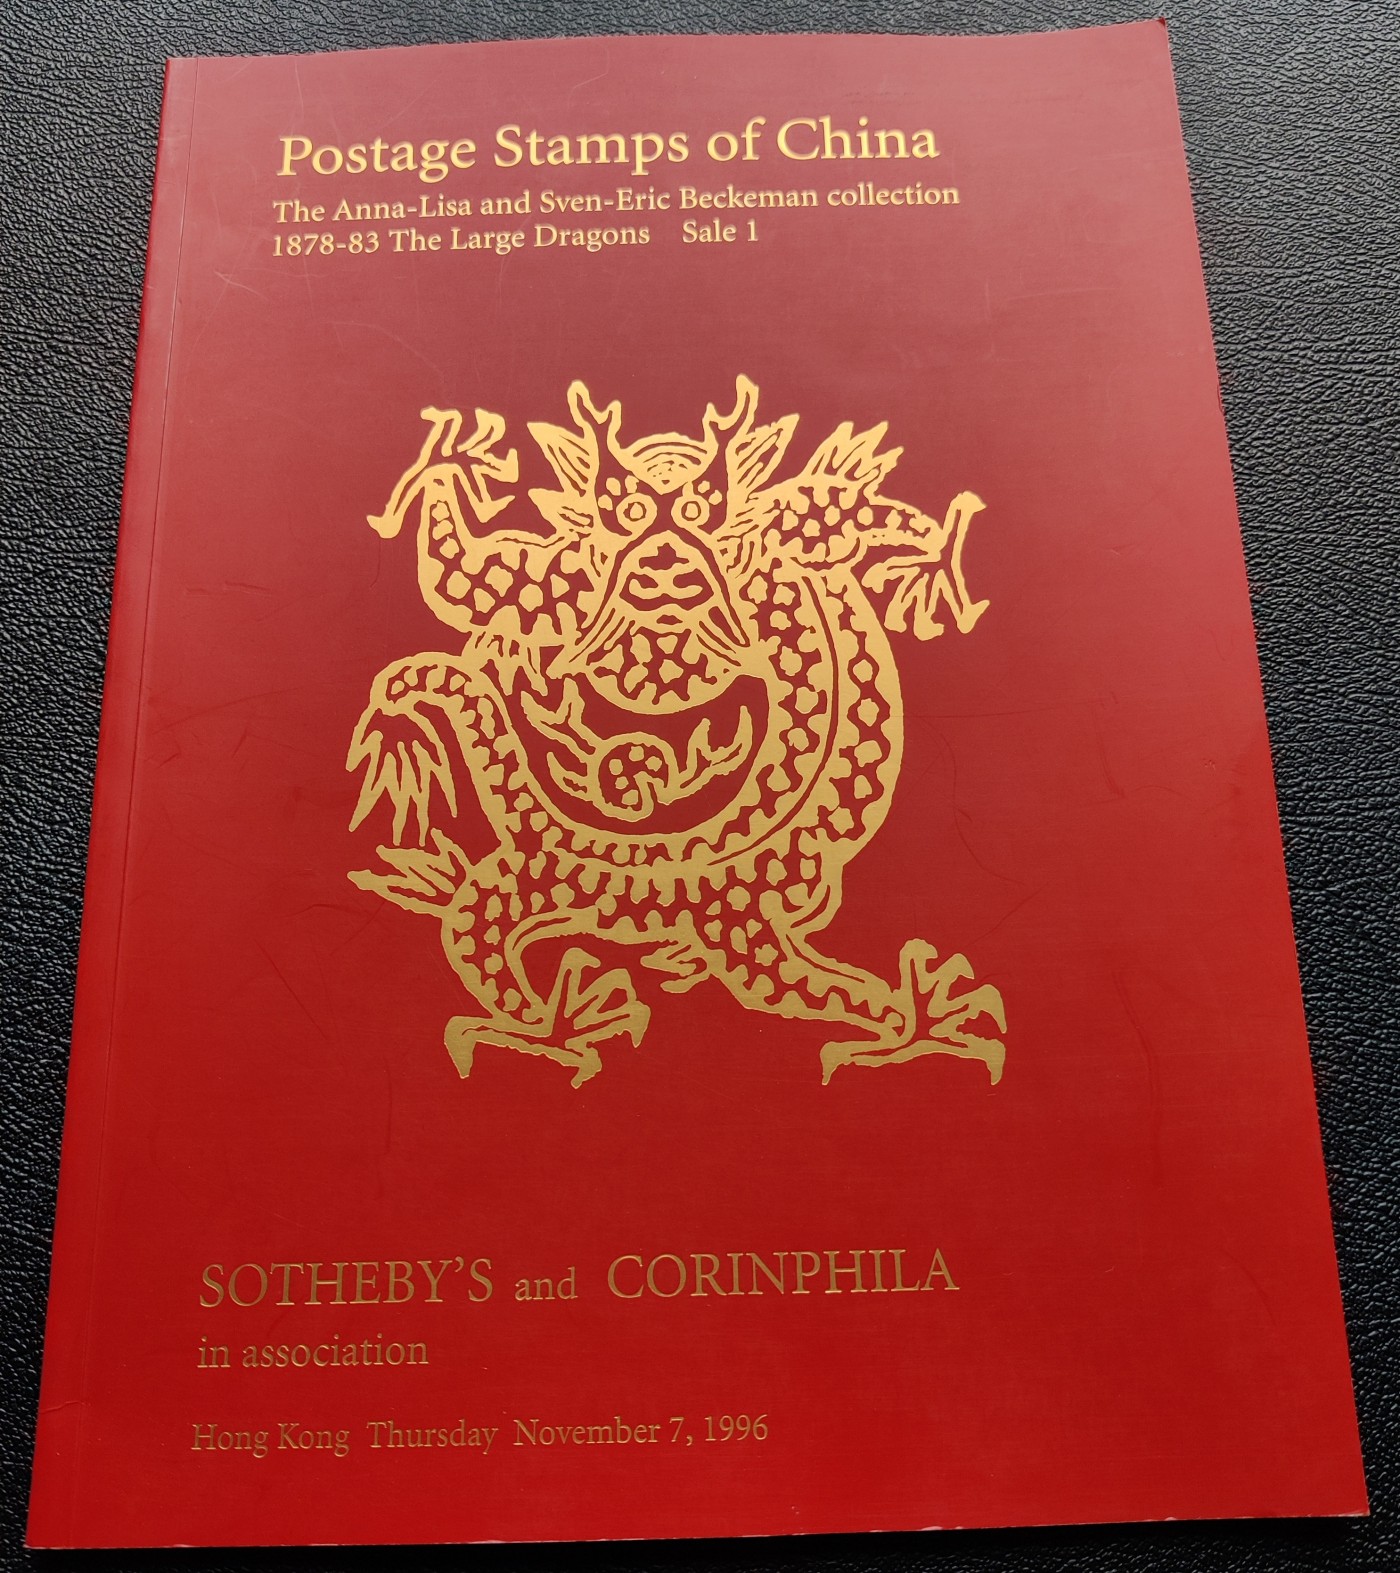 Postage Stamps of China
The Anna-Lisa and Sven-Eric Beckeman collection
1878-83 The Large Dragons Sale 1
SOTHEBY'S and CORINPHILA
in association
Hong Kong Thursday November 7, 1996